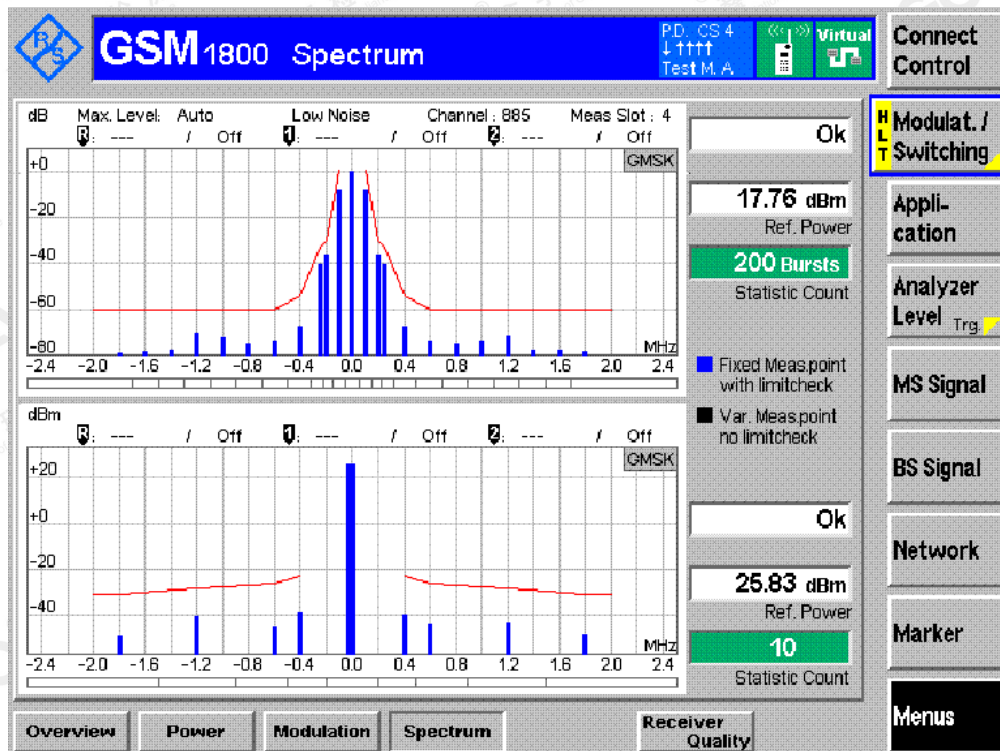 R S
GSM 1800 Spectrum
P.D. CS 4
↓↑↑↑↑
Test M. A
Virtual
Connect
Control
dB Max. Level: Auto Low Noise Channel : 885 Meas Slot : 4
R: --- / Off 1: --- / Off 2: --- / Off
GMSK
+0
-20
-40
-60
-80
MHz
-2.4 -2.0 -1.6 -1.2 -0.8 -0.4 0.0 0.4 0.8 1.2 1.6 2.0 2.4
Ok
17.76 dBm
Ref. Power
200 Bursts
Statistic Count
Fixed Meas.point
with limitcheck
Var. Meas.point
no limitcheck
dBm
R: --- / Off 1: --- / Off 2: --- / Off
GMSK
+20
+0
-20
-40
MHz
-2.4 -2.0 -1.6 -1.2 -0.8 -0.4 0.0 0.4 0.8 1.2 1.6 2.0 2.4
Ok
25.83 dBm
Ref. Power
10
Statistic Count
HLT
Modulat. /
Switching
Appli-
cation
Analyzer
Level Trg.
MS Signal
BS Signal
Network
Marker
Menus
Overview
Power
Modulation
Spectrum
Receiver
Quality